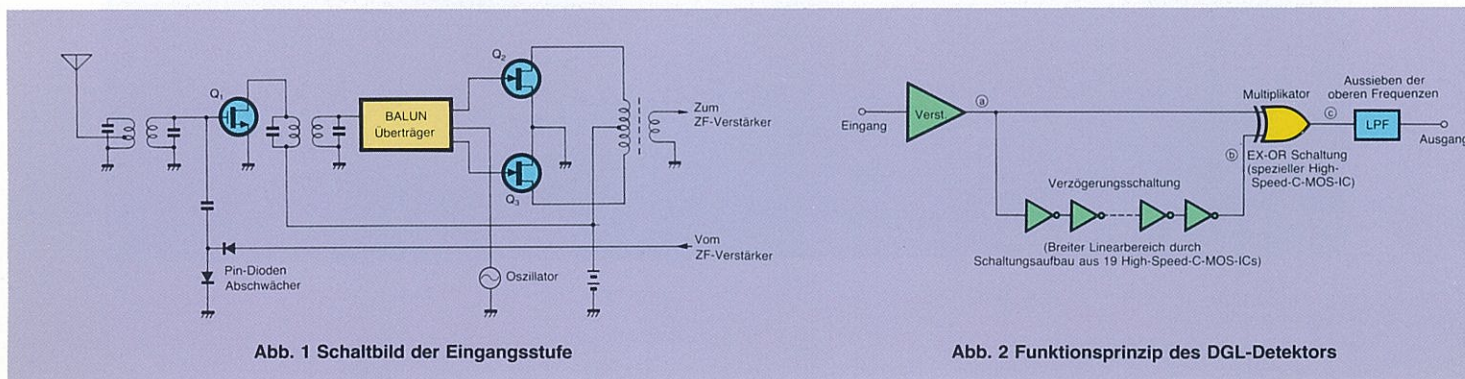 Q1
BALUN
Überträger
Q2
Q3
Zum
ZF-Verstärker
Vom
ZF-Verstärker
Pin-Dioden
Abschwächer
Oszillator
Abb. 1 Schaltbild der Eingangsstufe
Eingang
Verst.
a
Multiplikator
b
EX-OR Schaltung
(spezieller High-
Speed-C-MOS-IC)
c
Aussieben der
oberen Frequenzen
LPF
Ausgang
Verzögerungsschaltung
(Breiter Linearbereich durch
Schaltungsaufbau aus 19 High-Speed-C-MOS-ICs)
Abb. 2 Funktionsprinzip des DGL-Detektors